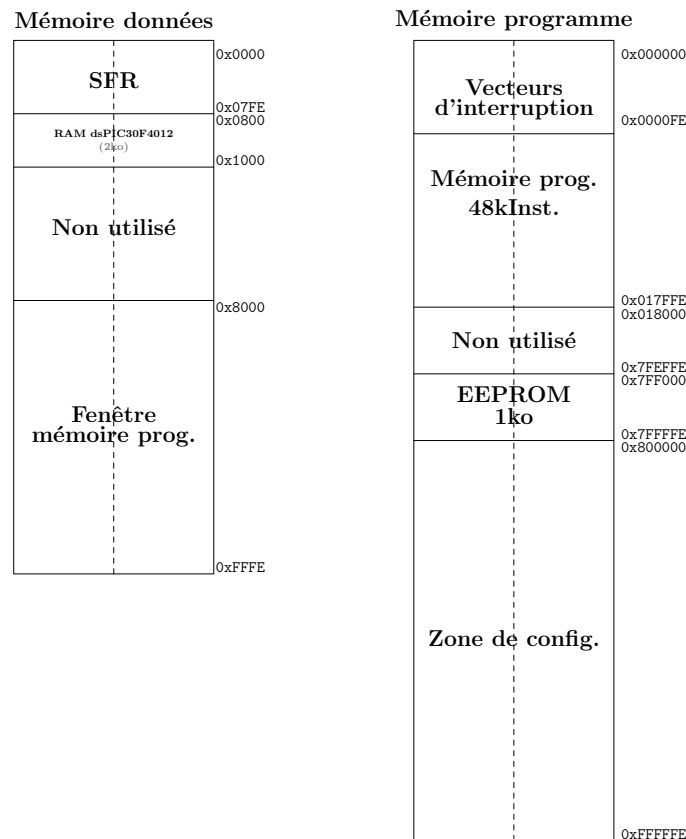 Mémoire données
0x0000
SFR
0x07FE
0x0800
RAM dsPIC30F4012
(2ko)
0x1000
Non utilisé
0x8000
Fenêtre
mémoire prog.
0xFFFE
Mémoire programme
0x000000
Vecteurs
d'interruption
0x0000FE
Mémoire prog.
48kInst.
0x017FFE
0x018000
Non utilisé
0x7FEFFE
0x7FF000
EEPROM
1ko
0x7FFFFE
0x800000
Zone de config.
0xFFFFFE